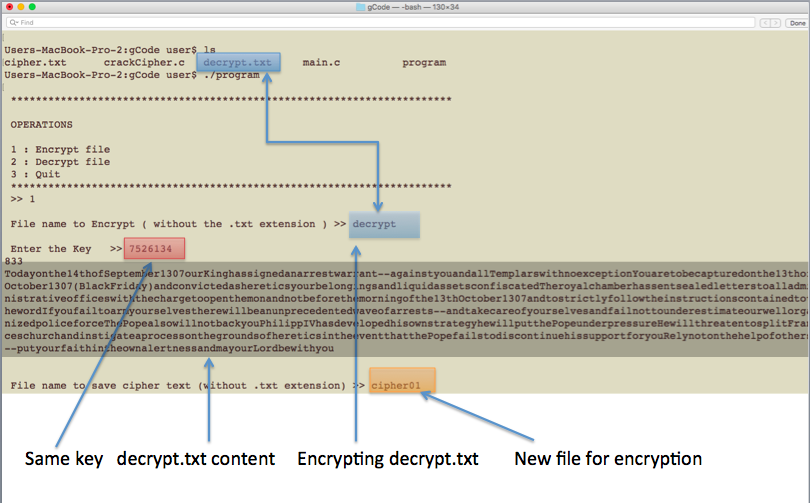 gCode — -bash — 130×34
Find
Done
Users-MacBook-Pro-2:gCode user$ ls
cipher.txt crackCipher.c decrypt.txt main.c program
Users-MacBook-Pro-2:gCode user$ ./program
**************************************************************************
OPERATIONS
1 : Encrypt file
2 : Decrypt file
3 : Quit
**************************************************************************
>> 1
File name to Encrypt ( without the .txt extension ) >> decrypt
Enter the Key >> 7526134
833
Todayonthe14thofSeptember1307ourKinghassignedanarrestwarrant--againstyouandallTemplarswithnoexceptionYouaretobecapturedonthe13tho
October1307(BlackFriday)andconvictedashereticsyourbelongingsandliquidassetsconfiscatedTheroyalchamberhassentsealedletterstoalladmi
nistrativeofficeswiththechargetoopenthemonandnotbeforethemorningofthe13thOctober1307andtostrictlyfollowtheinstructionscontainedto
hewordIfyoufailtoarmyourselvestherewillbeanunprecedentedwaveofarrests--andtakecareofyourselvesandfailnottounderestimateourwellorga
nizedpoliceforceThePopealsowillnotbackyouPhilippIVhasdevelopedhisownstrategyhewillputthePopeunderpressureHewillthreatentosplitFran
ceschurchandinstigateaprocessonthegroundsofhereticsintheeventthatthePopefailstodiscontinuehissupportforyouRelynotonthehelpofothers
--putyourfaithintheownalertnessandmayourLordbewithyou
File name to save cipher text (without .txt extension) >> cipher01
Same key decrypt.txt content Encrypting decrypt.txt New file for encryption